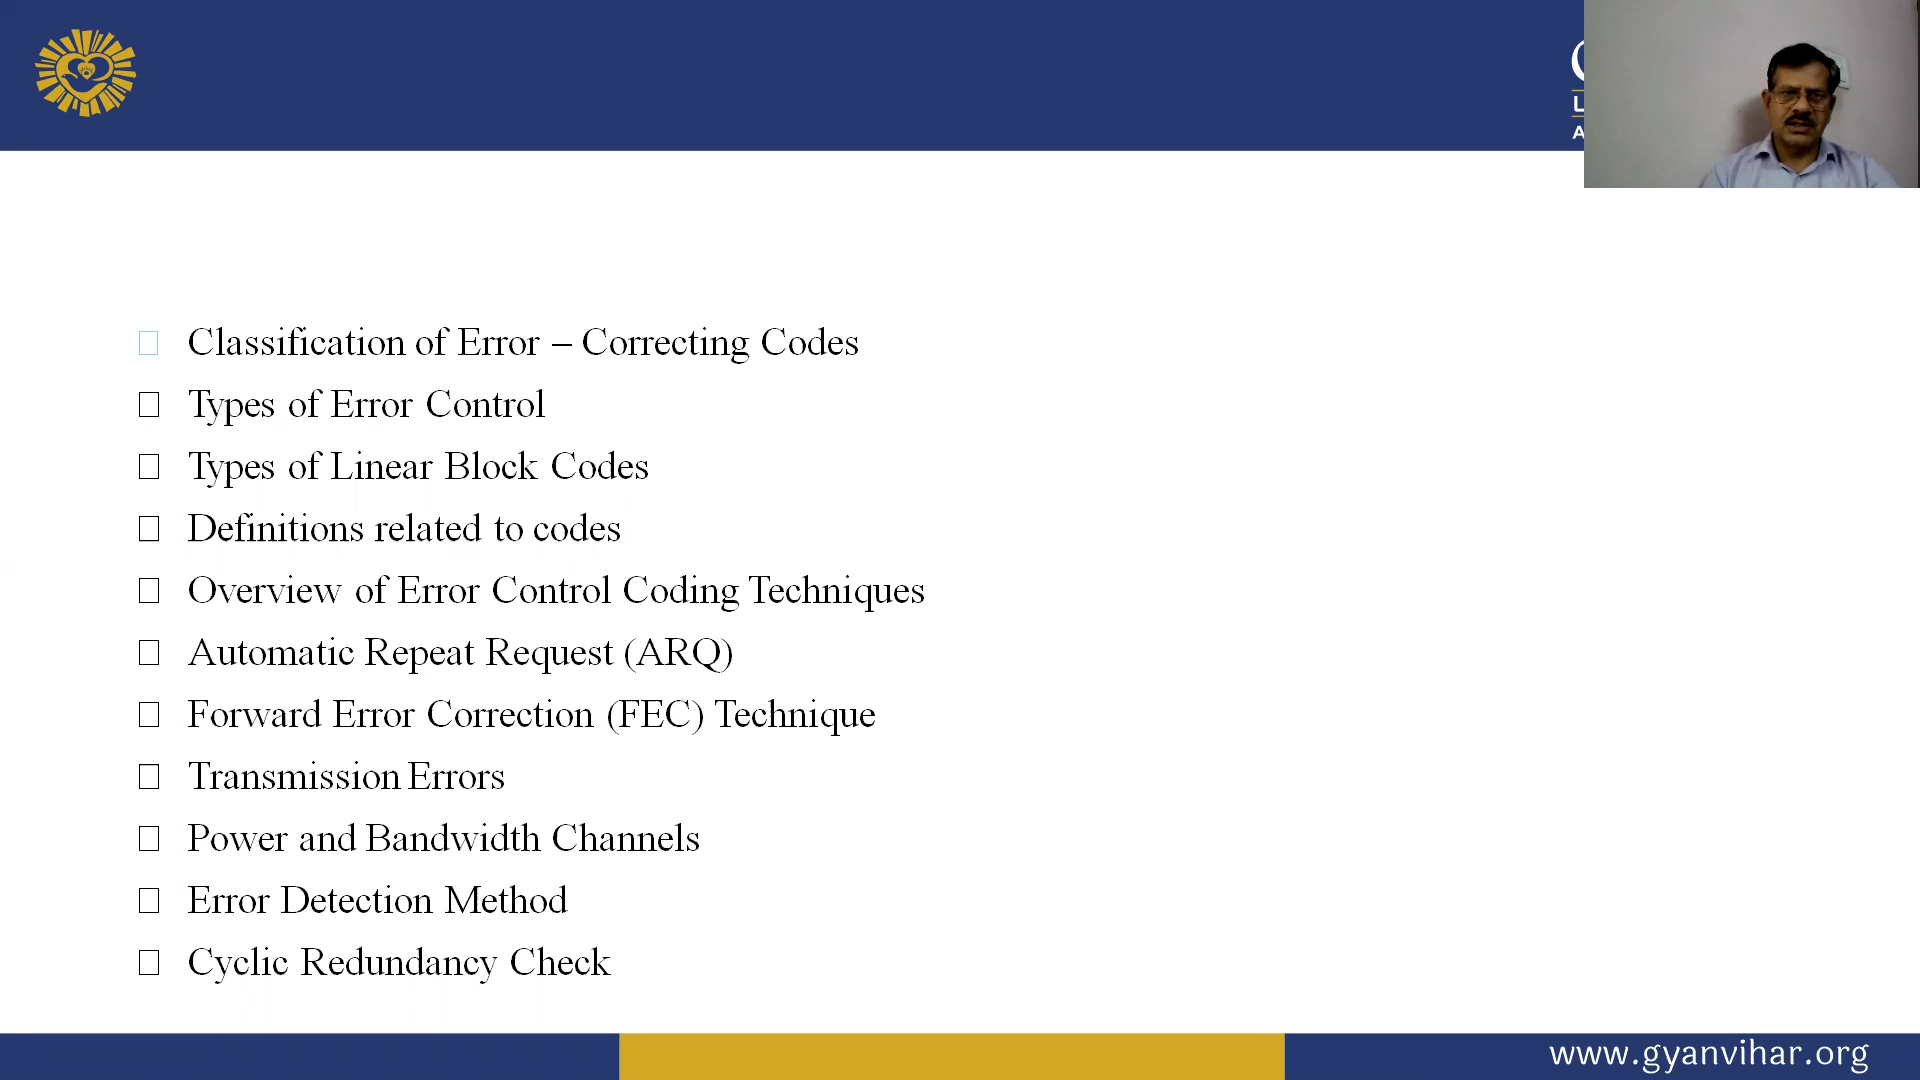 Classification of Error – Correcting Codes
Types of Error Control
Types of Linear Block Codes
Definitions related to codes
Overview of Error Control Coding Techniques
Automatic Repeat Request (ARQ)
Forward Error Correction (FEC) Technique
Transmission Errors
Power and Bandwidth Channels
Error Detection Method
Cyclic Redundancy Check
www.gyanvihar.org